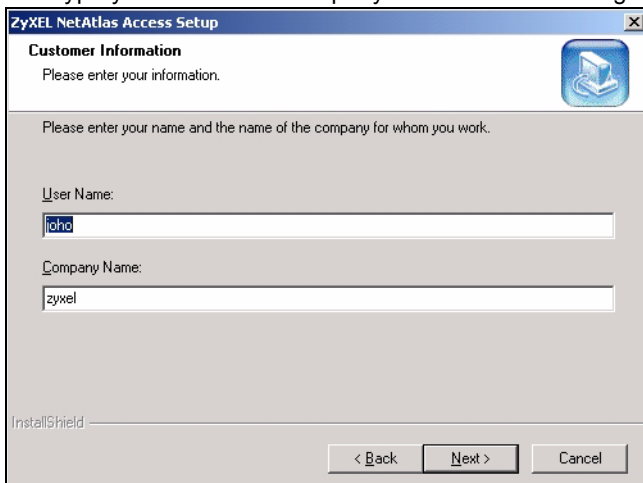 ZyXEL NetAtlas Access Setup
Customer Information
Please enter your information.
Please enter your name and the name of the company for whom you work.
User Name:
joho
Company Name:
zyxel
InstallShield
< Back Next > Cancel